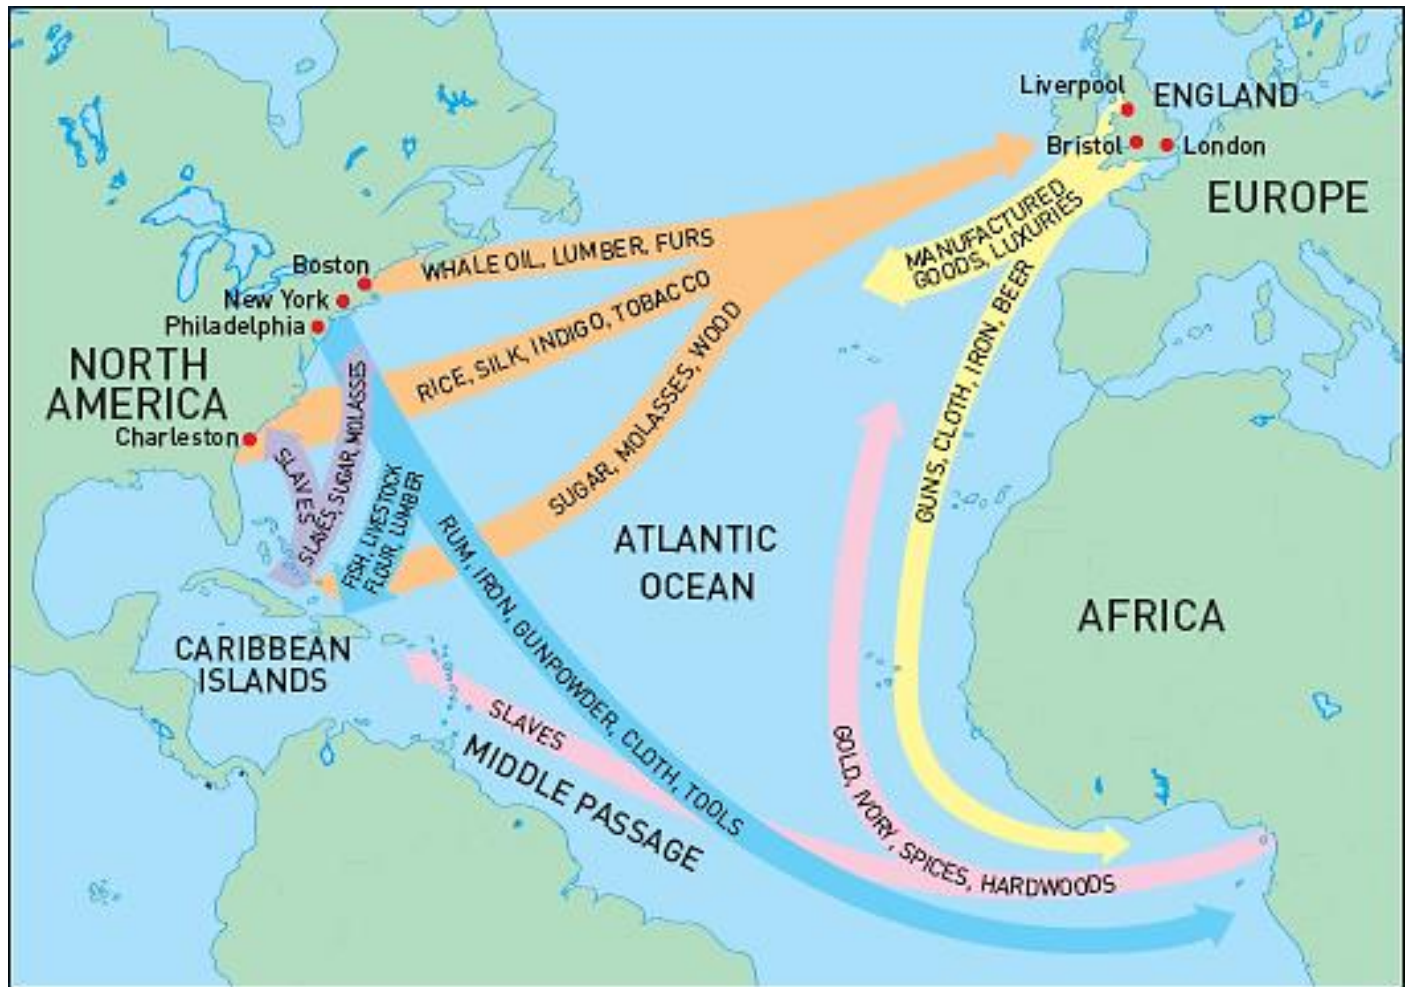 Liverpool
ENGLAND
Bristol
London
EUROPE
MANUFACTURED
GOODS, LUXURIES
WHALE OIL, LUMBER, FURS
Boston
New York
Philadelphia
RICE, SILK, INDIGO, TOBACCO
NORTH
AMERICA
Charleston
SUGAR, MOLASSES, WOOD
GUNS, CLOTH, IRON, BEER
SLAVES
SLAVES, SUGAR, MOLASSES
FISH, LIVESTOCK
FLOUR, LUMBER
RUM, IRON, GUNPOWDER, CLOTH, TOOLS
ATLANTIC
OCEAN
AFRICA
CARIBBEAN
ISLANDS
SLAVES
MIDDLE PASSAGE
GOLD, IVORY, SPICES, HARDWOODS